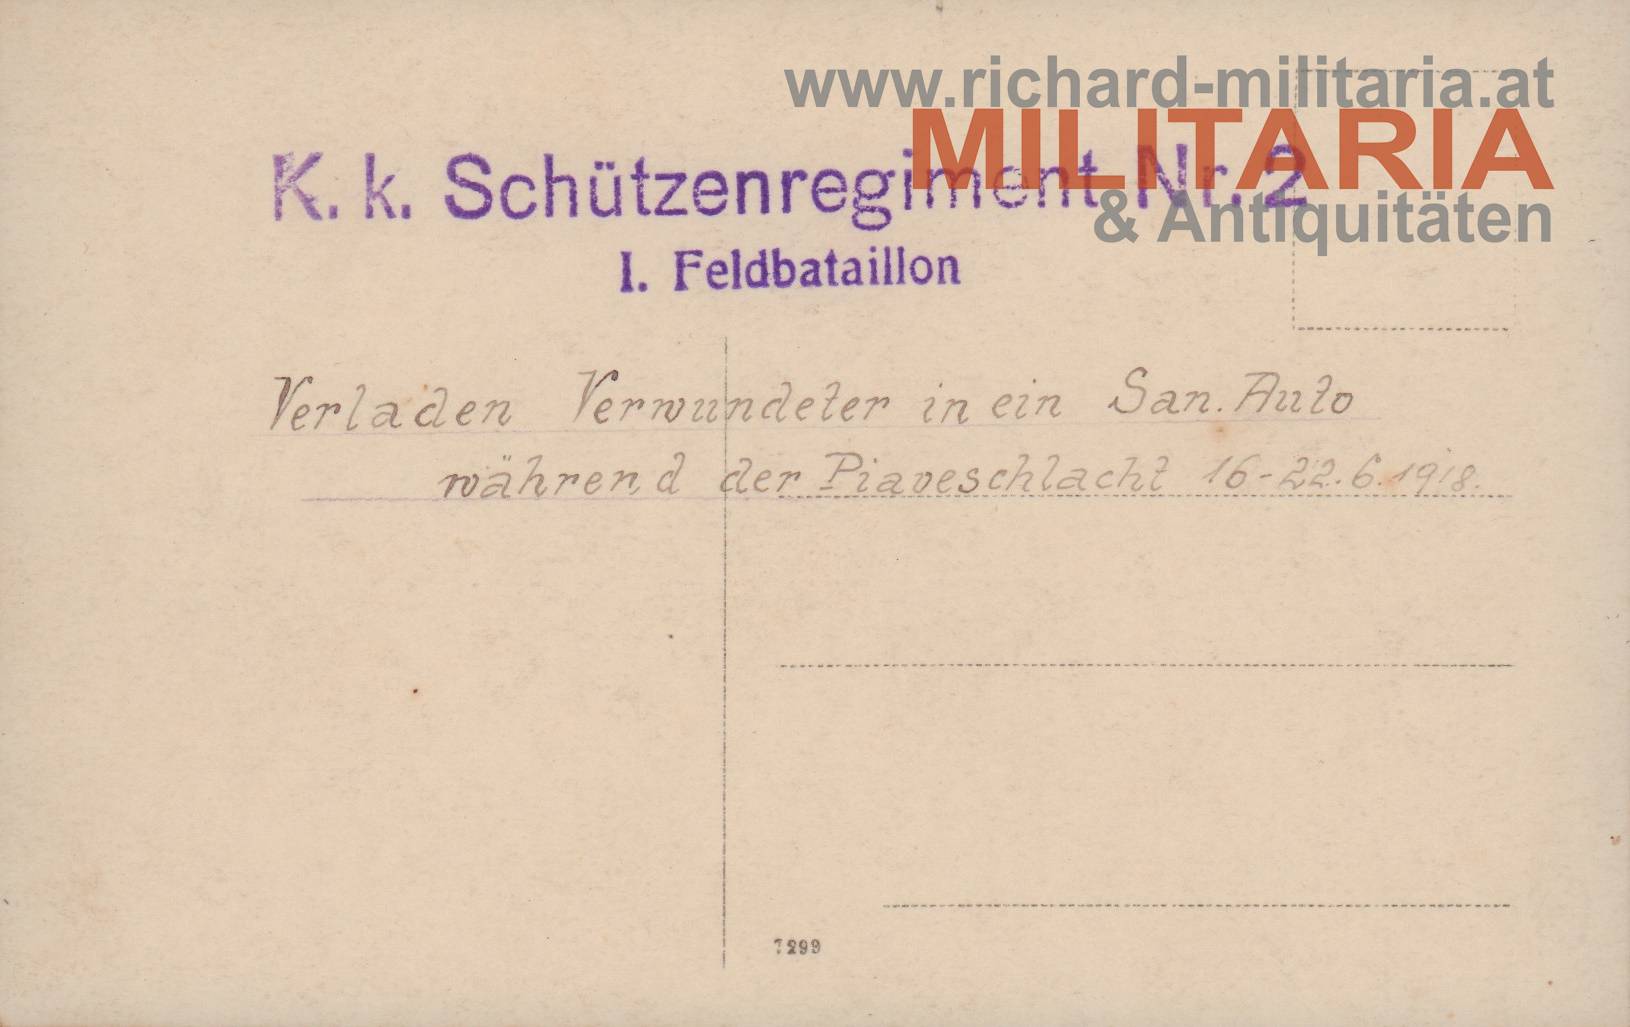 www.richard-militaria.at
MILITARIA
& Antiquitäten
K. k. Schützenregiment Nr. 2
I. Feldbataillon
Verladen Verwundeter in ein San. Auto
während der Piaveschlacht 16-22.6.1918.
7299